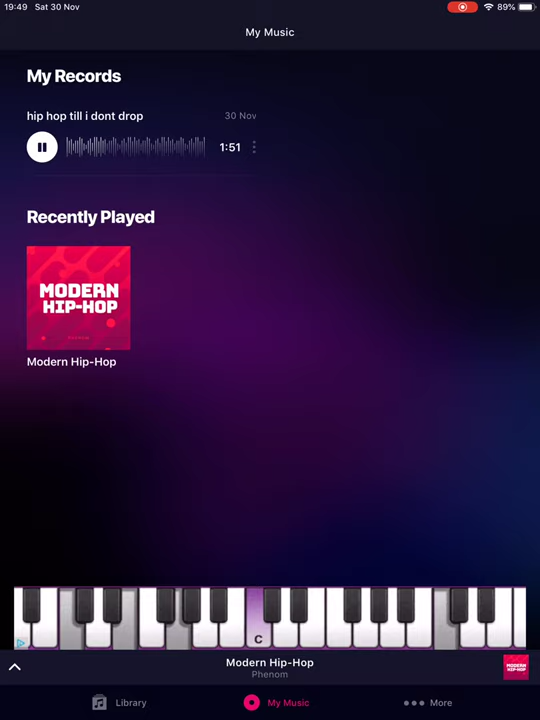 19:49 Sat 30 Nov 89%
My Music
My Records
hip hop till i dont drop 30 Nov
1:51
Recently Played
MODERN
HIP-HOP
Modern Hip-Hop
C
Modern Hip-Hop
Phenom
MODERN
HIP-HOP
Library My Music More